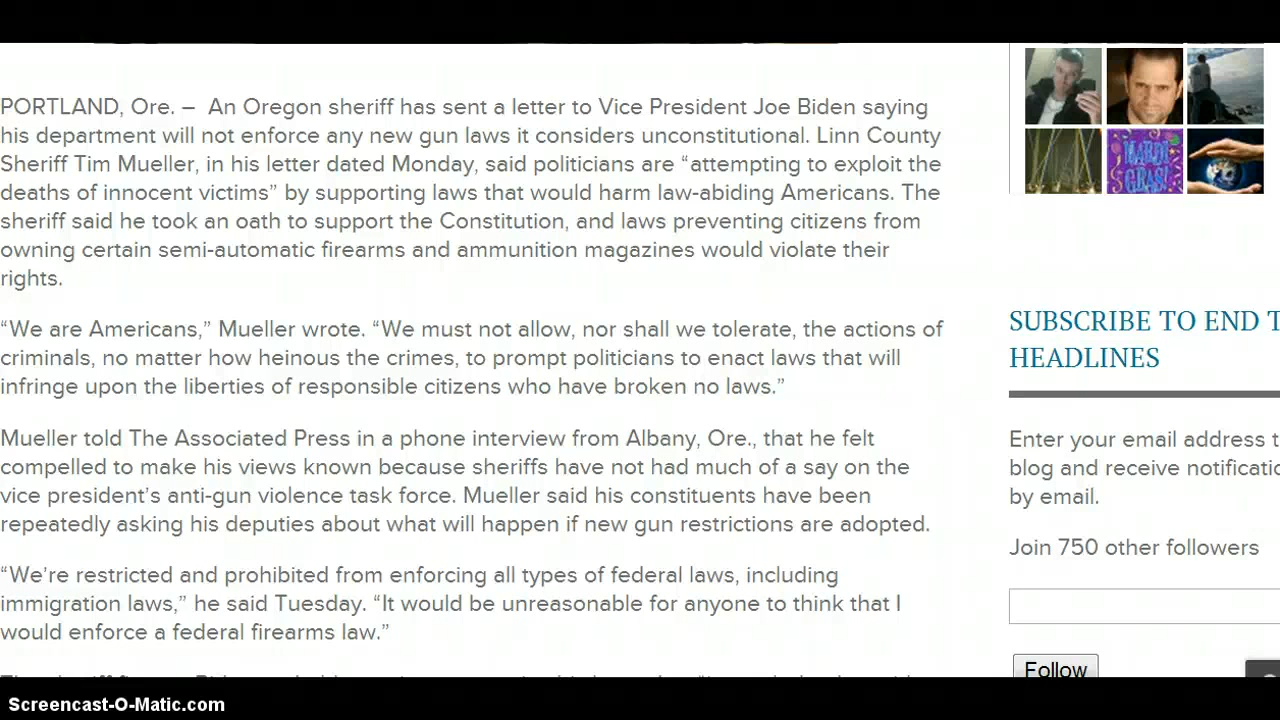 PORTLAND, Ore. – An Oregon sheriff has sent a letter to Vice President Joe Biden saying
his department will not enforce any new gun laws it considers unconstitutional. Linn County
Sheriff Tim Mueller, in his letter dated Monday, said politicians are “attempting to exploit the
deaths of innocent victims” by supporting laws that would harm law-abiding Americans. The
sheriff said he took an oath to support the Constitution, and laws preventing citizens from
owning certain semi-automatic firearms and ammunition magazines would violate their
rights.
“We are Americans,” Mueller wrote. “We must not allow, nor shall we tolerate, the actions of
criminals, no matter how heinous the crimes, to prompt politicians to enact laws that will
infringe upon the liberties of responsible citizens who have broken no laws.”
Mueller told The Associated Press in a phone interview from Albany, Ore., that he felt
compelled to make his views known because sheriffs have not had much of a say on the
vice president’s anti-gun violence task force. Mueller said his constituents have been
repeatedly asking his deputies about what will happen if new gun restrictions are adopted.
“We’re restricted and prohibited from enforcing all types of federal laws, including
immigration laws,” he said Tuesday. “It would be unreasonable for anyone to think that I
would enforce a federal firearms law.”
MARDI
GRAS!
SUBSCRIBE TO END T
HEADLINES
Enter your email address t
blog and receive notificatio
by email.
Join 750 other followers
Follow
Screencast-O-Matic.com